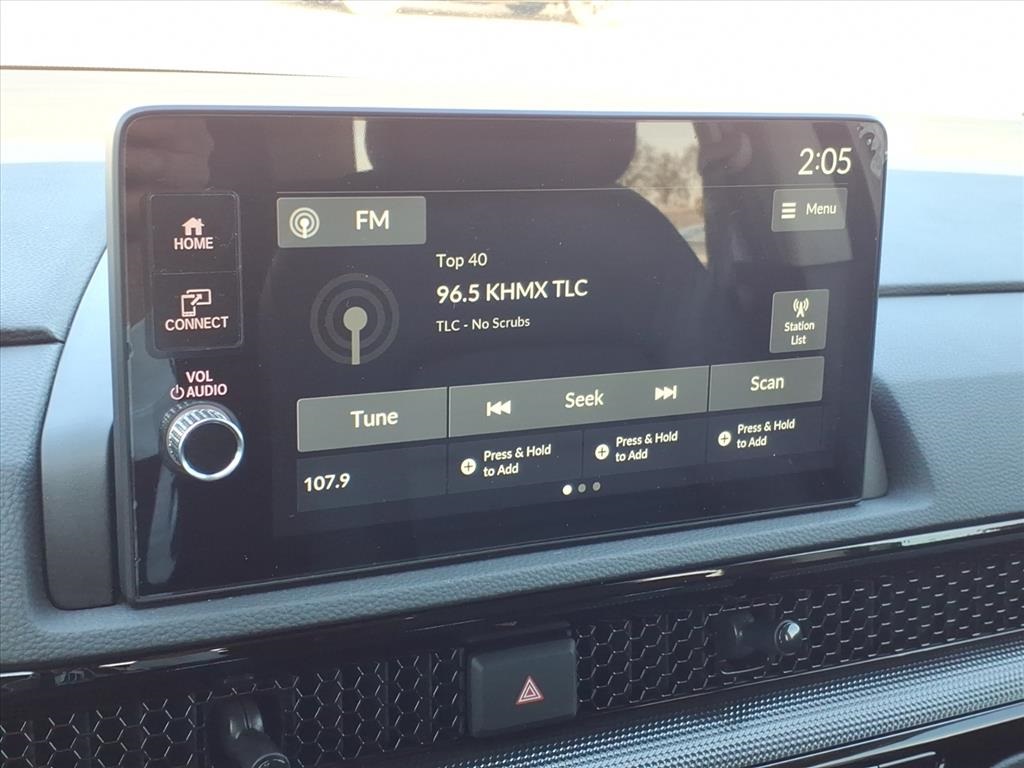 2:05
HOME
CONNECT
VOL
AUDIO
FM
Menu
Top 40
96.5 KHMX TLC
TLC - No Scrubs
Station
List
Tune
Seek
Scan
107.9
Press & Hold
to Add
Press & Hold
to Add
Press & Hold
to Add